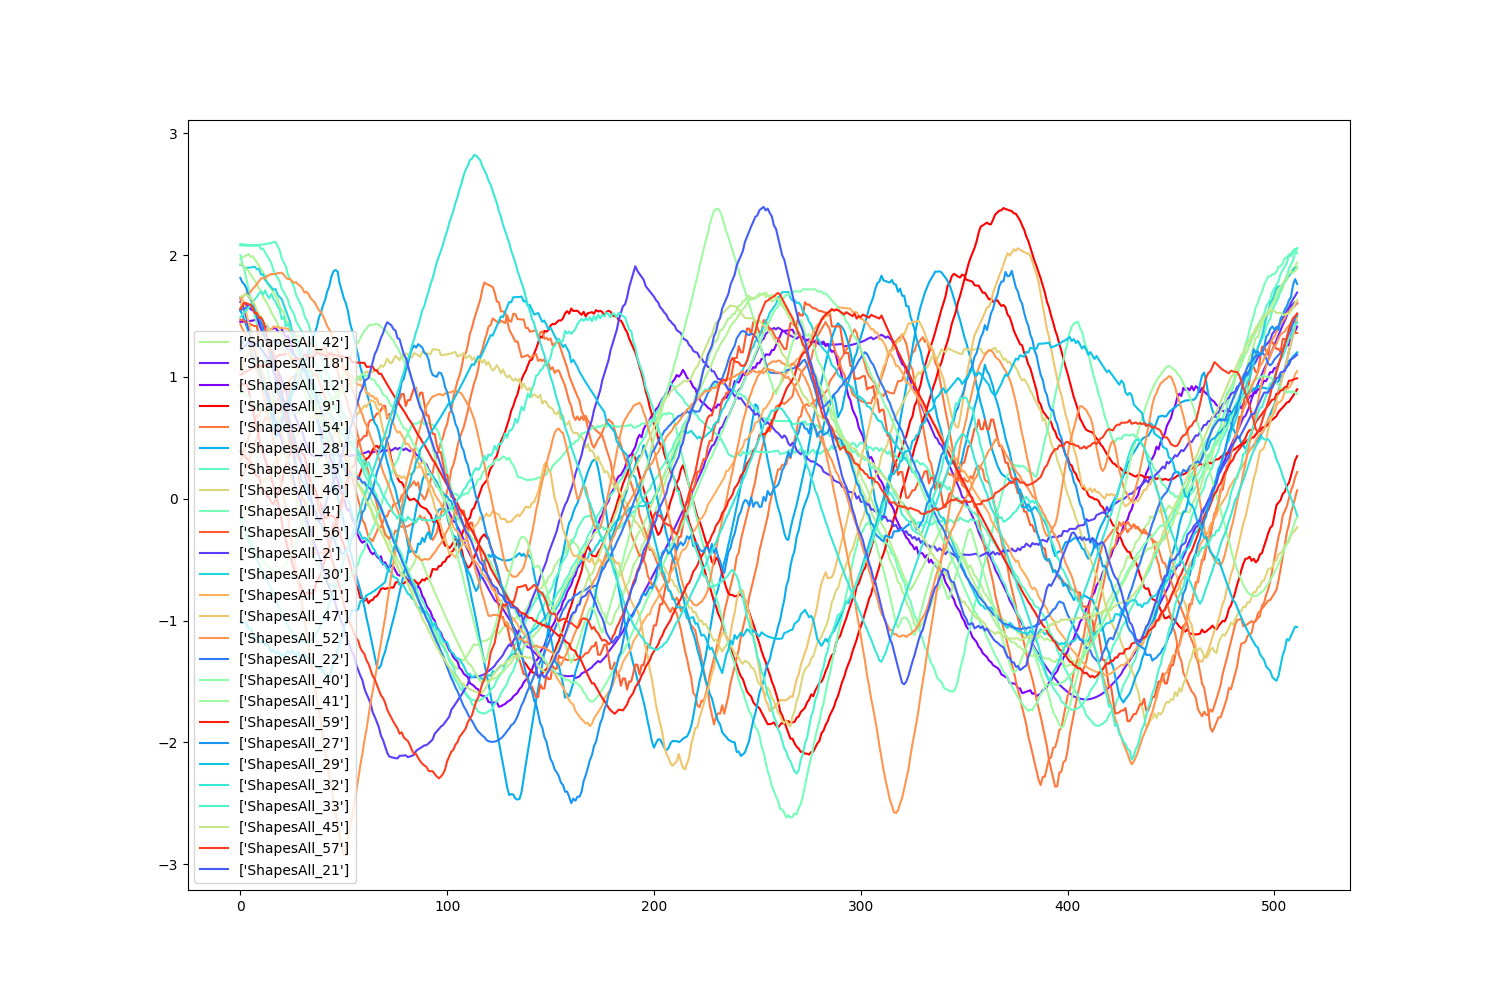 3
2
1
0
−1
−2
−3
['ShapesAll_42']
['ShapesAll_18']
['ShapesAll_12']
['ShapesAll_9']
['ShapesAll_54']
['ShapesAll_28']
['ShapesAll_35']
['ShapesAll_46']
['ShapesAll_4']
['ShapesAll_56']
['ShapesAll_2']
['ShapesAll_30']
['ShapesAll_51']
['ShapesAll_47']
['ShapesAll_52']
['ShapesAll_22']
['ShapesAll_40']
['ShapesAll_41']
['ShapesAll_59']
['ShapesAll_27']
['ShapesAll_29']
['ShapesAll_32']
['ShapesAll_33']
['ShapesAll_45']
['ShapesAll_57']
['ShapesAll_21']
0 100 200 300 400 500